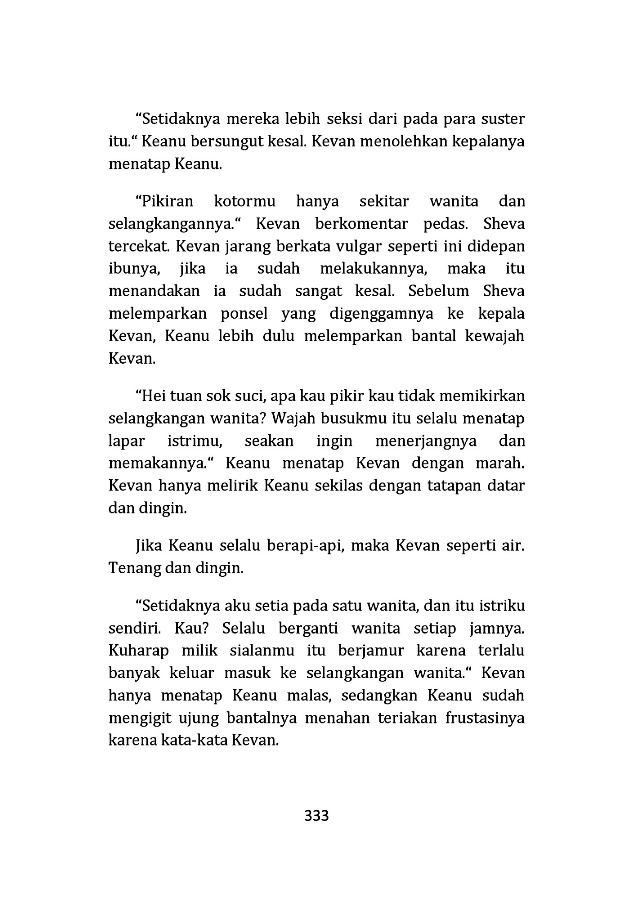 “Setidaknya mereka lebih seksi dari pada para suster
itu.“ Keanu bersungut kesal. Kevan menolehkan kepalanya
menatap Keanu.
“Pikiran kotormu hanya sekitar wanita dan
selangkangannya.“ Kevan berkomentar pedas. Sheva
tercekat. Kevan jarang berkata vulgar seperti ini didepan
ibunya, jika ia sudah melakukannya, maka itu
menandakan ia sudah sangat kesal. Sebelum Sheva
melemparkan ponsel yang digenggamnya ke kepala
Kevan, Keanu lebih dulu melemparkan bantal kewajah
Kevan.
“Hei tuan sok suci, apa kau pikir kau tidak memikirkan
selangkangan wanita? Wajah busukmu itu selalu menatap
lapar istrimu, seakan ingin menerjangnya dan
memakannya.“ Keanu menatap Kevan dengan marah.
Kevan hanya melirik Keanu sekilas dengan tatapan datar
dan dingin.
Jika Keanu selalu berapi-api, maka Kevan seperti air.
Tenang dan dingin.
“Setidaknya aku setia pada satu wanita, dan itu istriku
sendiri. Kau? Selalu berganti wanita setiap jamnya.
Kuharap milik sialanmu itu berjamur karena terlalu
banyak keluar masuk ke selangkangan wanita.“ Kevan
hanya menatap Keanu malas, sedangkan Keanu sudah
mengigit ujung bantalnya menahan teriakan frustasinya
karena kata-kata Kevan.
333